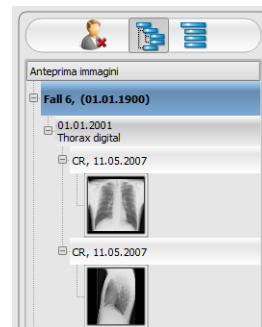 Anteprima immagini
Fall 6, (01.01.1900)
01.01.2001
Thorax digital
CR, 11.05.2007
CR, 11.05.2007